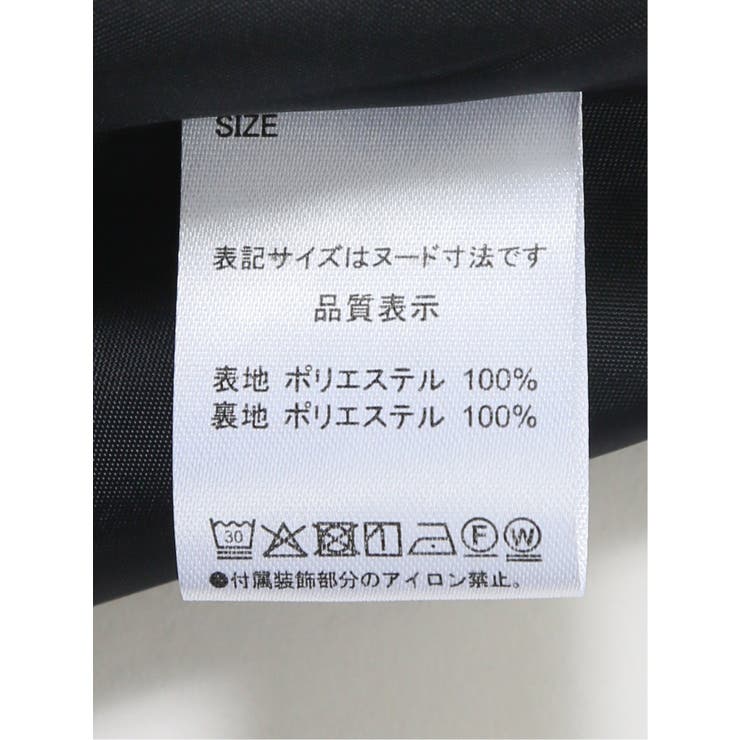 SIZE
表記サイズはヌード寸法です
品質表示
表地 ポリエステル 100%
裏地 ポリエステル 100%
30 F W
●付属装飾部分のアイロン禁止。